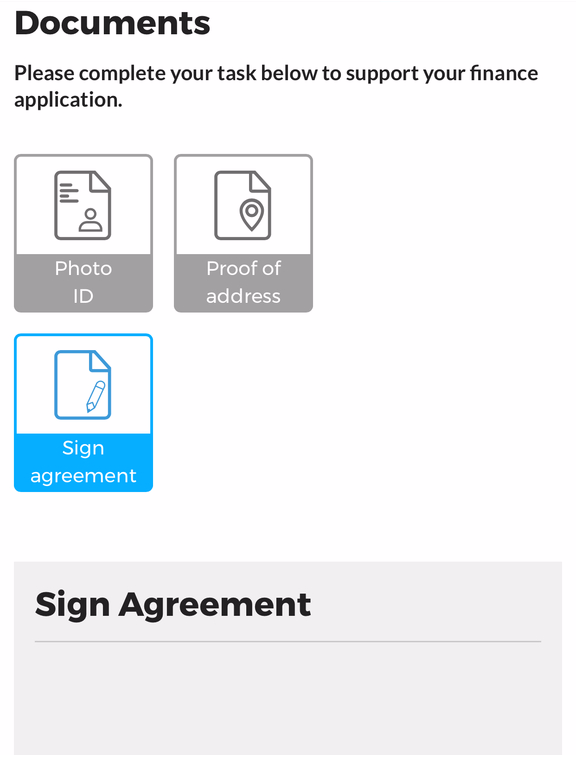 Documents
Please complete your task below to support your finance
application.
Photo
ID
Proof of
address
Sign
agreement
Sign Agreement